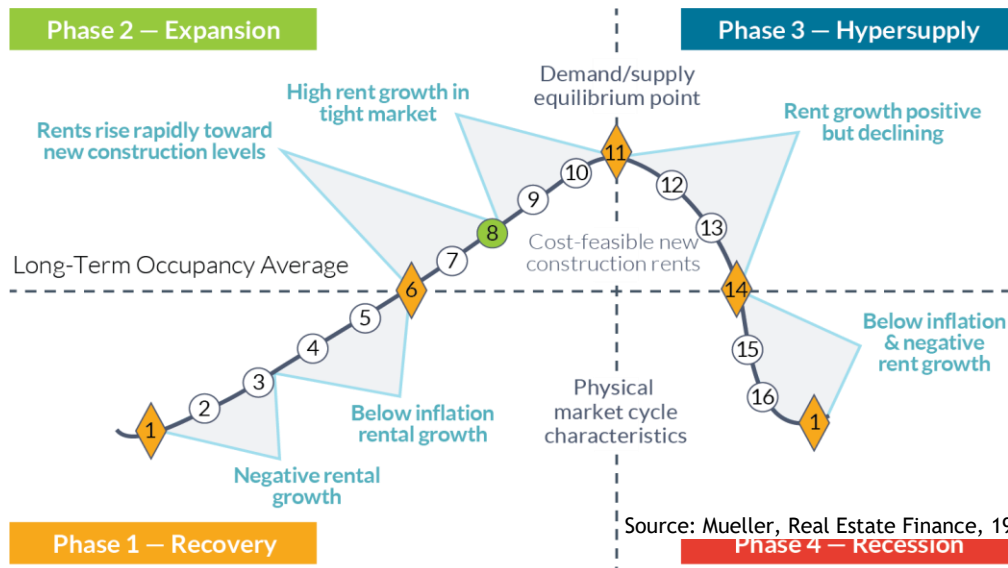 Phase 2 — Expansion
Phase 3 — Hypersupply
Demand/supply
equilibrium point
High rent growth in
tight market
Rent growth positive
but declining
Rents rise rapidly toward
new construction levels
11
10
12
9
13
8
Cost-feasible new
construction rents
7
Long-Term Occupancy Average
6
14
5
Below inflation
& negative
rent growth
4
15
3
Physical
market cycle
characteristics
16
2
Below inflation
rental growth
1
1
Negative rental
growth
Source: Mueller, Real Estate Finance, 19
Phase 1 — Recovery
Phase 4 — Recession